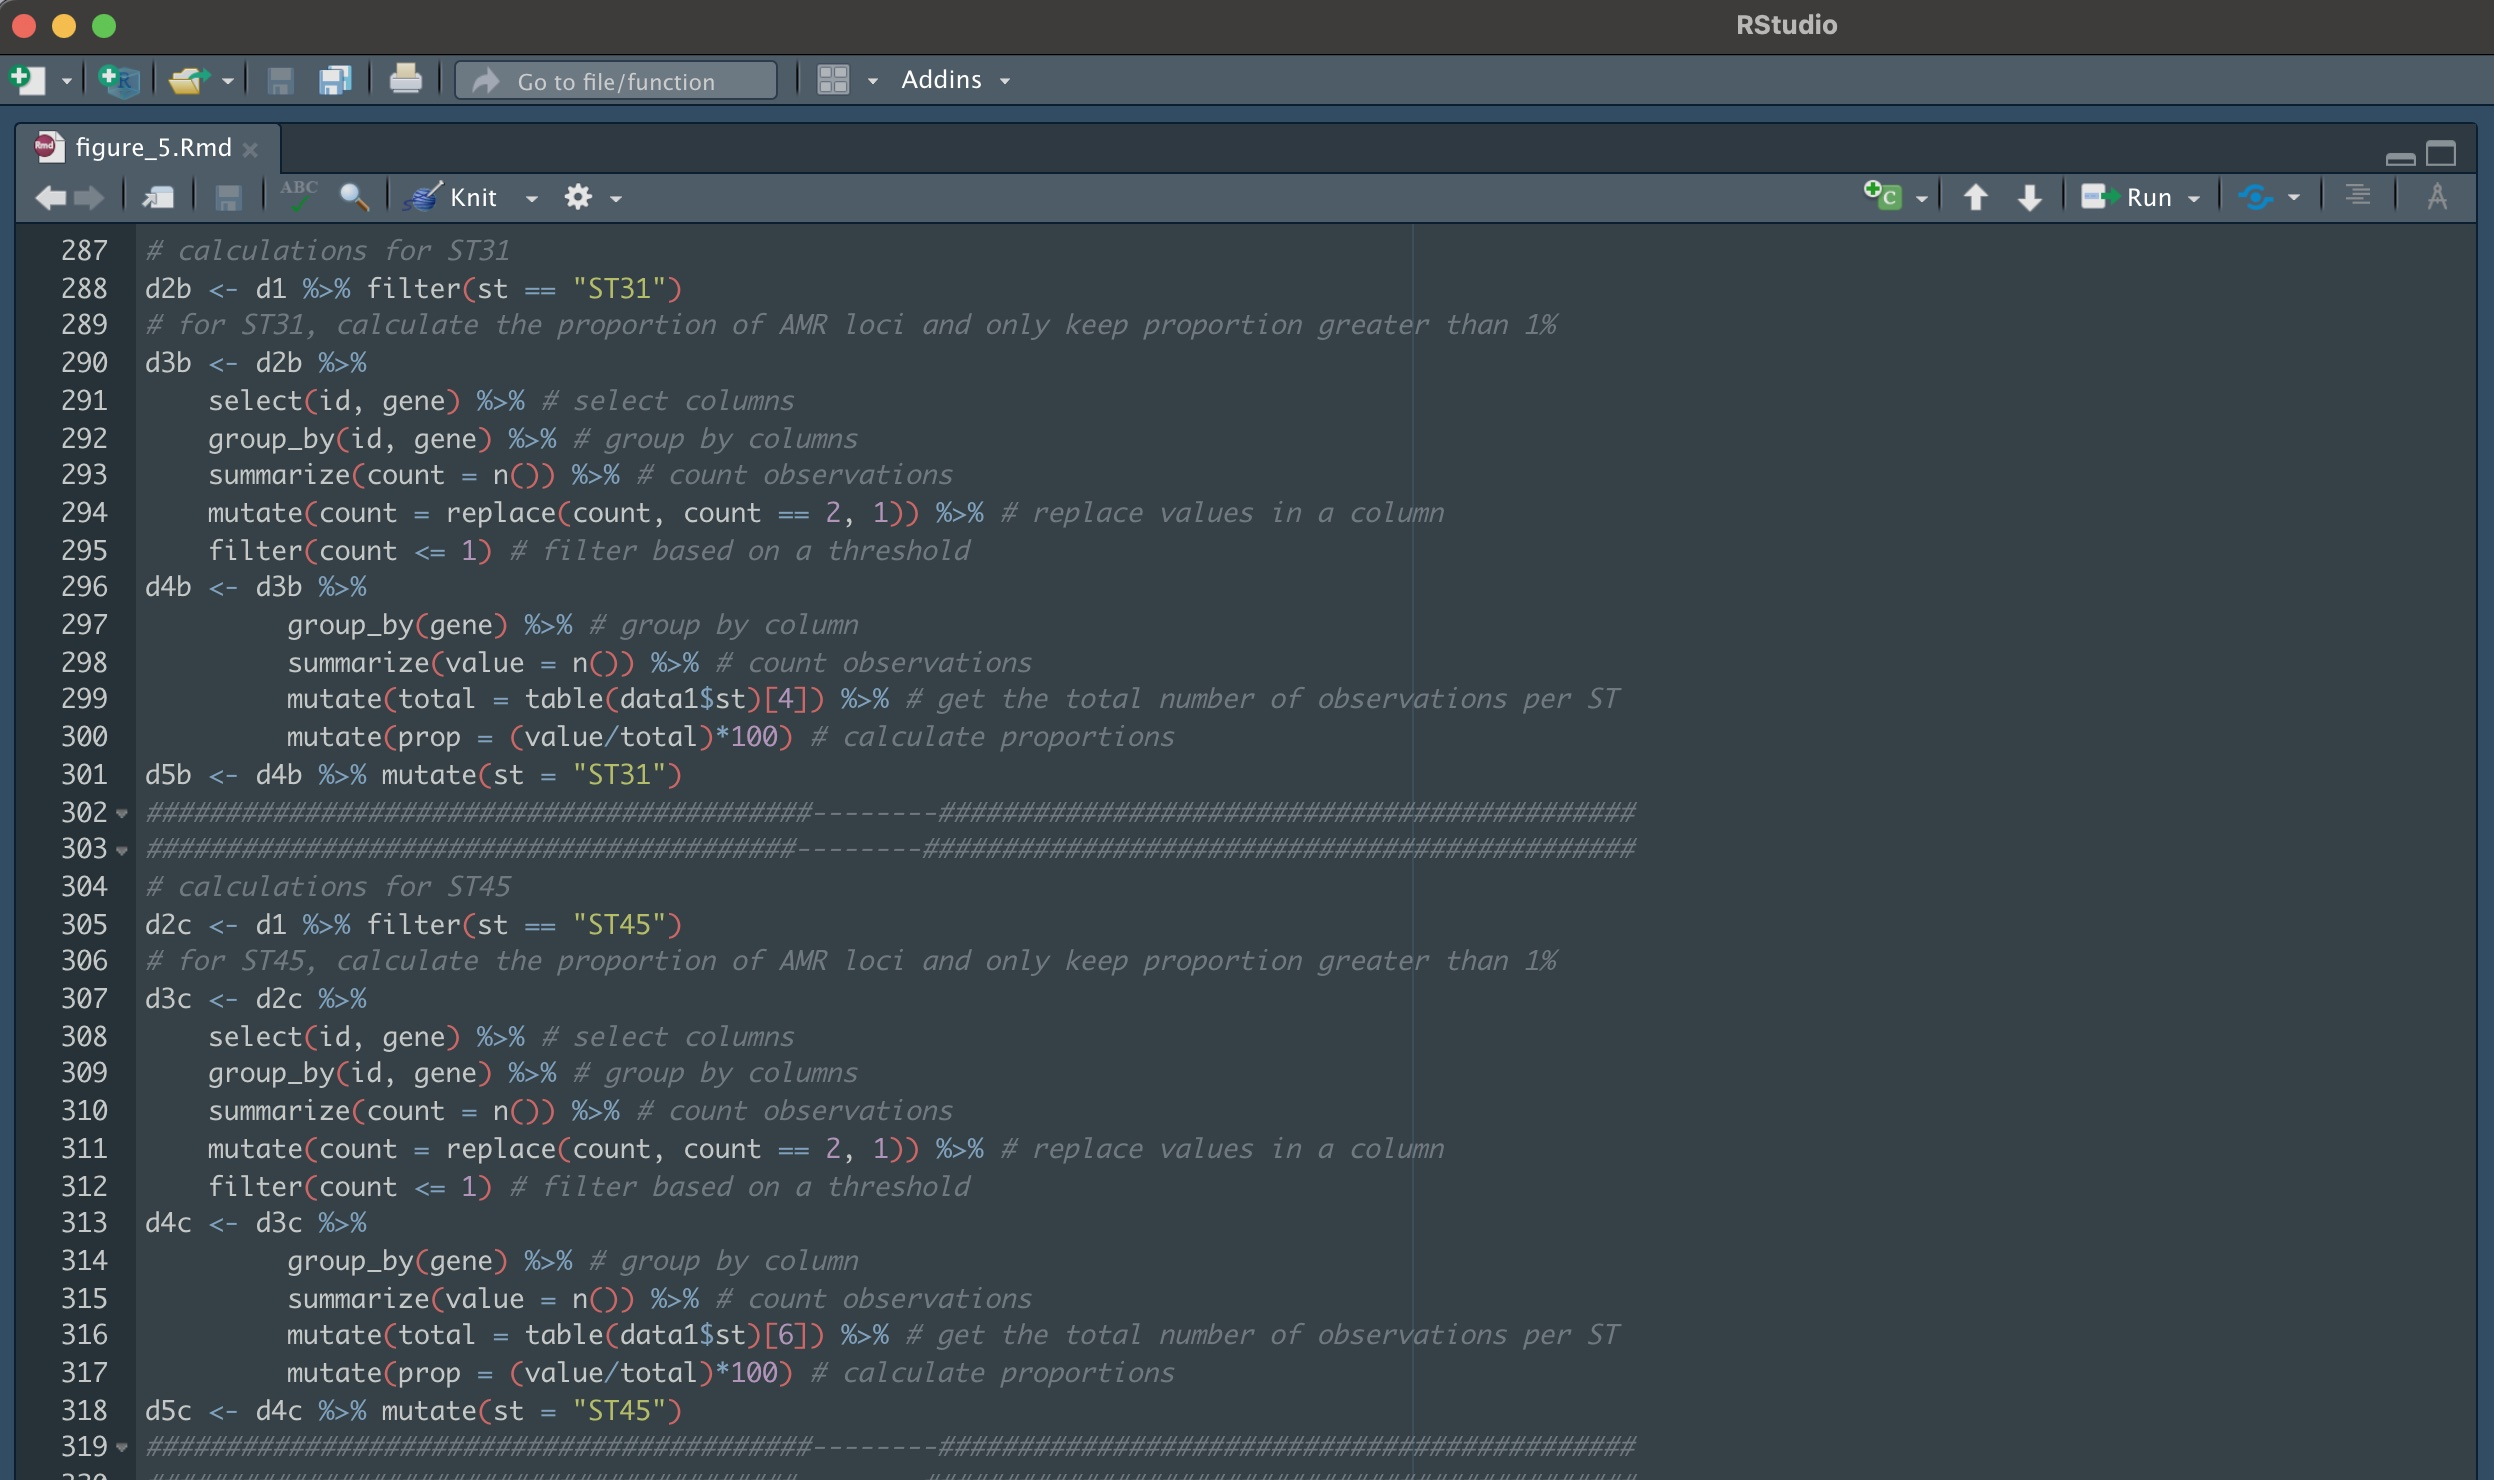 RStudio
Go to file/function Addins
figure_5.Rmd
ABC Knit Run
287 # calculations for ST31
288 d2b <- d1 %>% filter(st == "ST31")
289 # for ST31, calculate the proportion of AMR loci and only keep proportion greater than 1%
290 d3b <- d2b %>%
291     select(id, gene) %>% # select columns
292     group_by(id, gene) %>% # group by columns
293     summarize(count = n()) %>% # count observations
294     mutate(count = replace(count, count == 2, 1)) %>% # replace values in a column
295     filter(count <= 1) # filter based on a threshold
296 d4b <- d3b %>%
297          group_by(gene) %>% # group by column
298          summarize(value = n()) %>% # count observations
299          mutate(total = table(data1$st)[4]) %>% # get the total number of observations per ST
300          mutate(prop = (value/total)*100) # calculate proportions
301 d5b <- d4b %>% mutate(st = "ST31")
302 ##########################################--------############################################
303 #########################################--------#############################################
304 # calculations for ST45
305 d2c <- d1 %>% filter(st == "ST45")
306 # for ST45, calculate the proportion of AMR loci and only keep proportion greater than 1%
307 d3c <- d2c %>%
308     select(id, gene) %>% # select columns
309     group_by(id, gene) %>% # group by columns
310     summarize(count = n()) %>% # count observations
311     mutate(count = replace(count, count == 2, 1)) %>% # replace values in a column
312     filter(count <= 1) # filter based on a threshold
313 d4c <- d3c %>%
314          group_by(gene) %>% # group by column
315          summarize(value = n()) %>% # count observations
316          mutate(total = table(data1$st)[6]) %>% # get the total number of observations per ST
317          mutate(prop = (value/total)*100) # calculate proportions
318 d5c <- d4c %>% mutate(st = "ST45")
319 ##########################################--------############################################